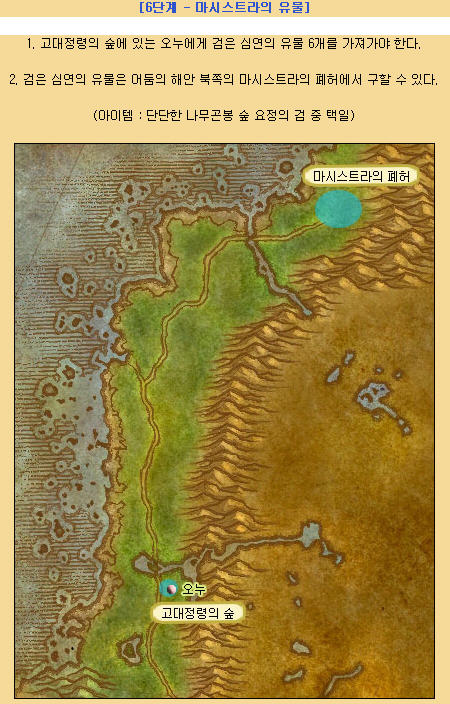 [6단계 - 마시스트라의 유물]
1. 고대정령의 숲에 있는 오누에게 검은 심연의 유물 6개를 가져가야 한다.
2. 검은 심연의 유물은 어둠의 해안 북쪽의 마시스트라의 폐허에서 구할 수 있다.
(아이템 : 단단한 나무곤봉 숲 요정의 검 중 택일)
마시스트라의 폐허
오누
고대정령의 숲